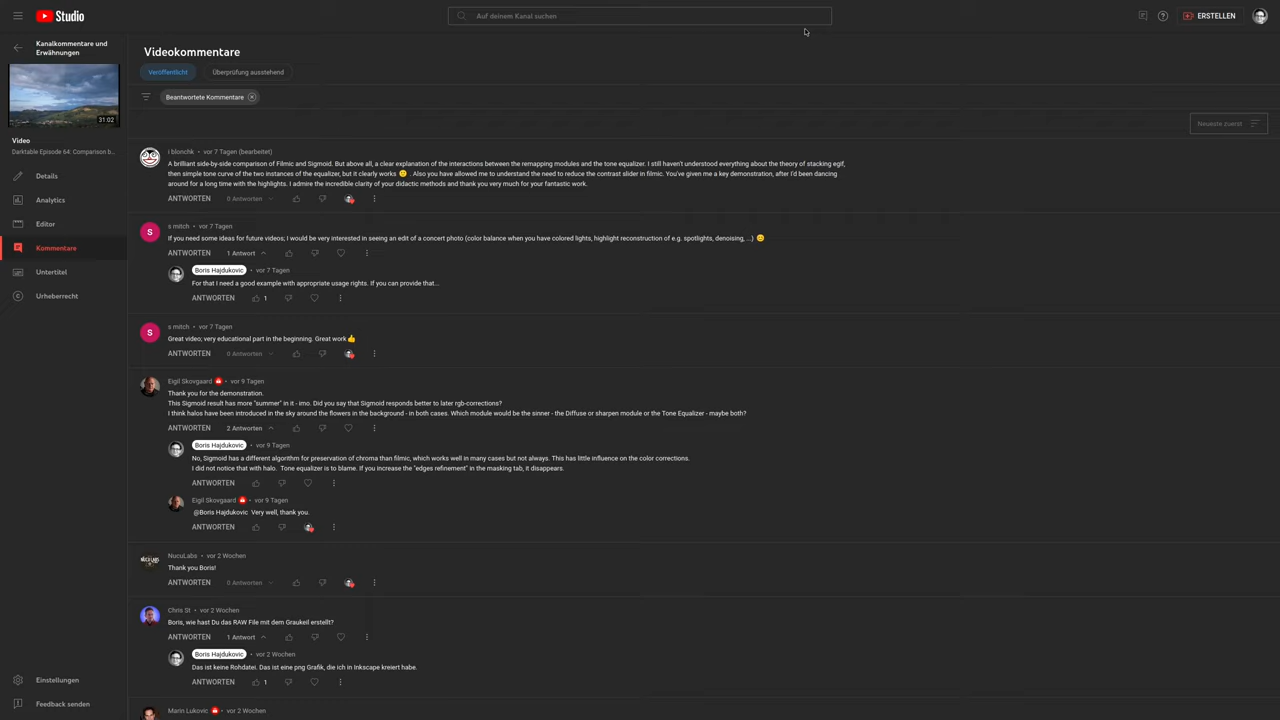 Studio
Auf deinem Kanal suchen
ERSTELLEN
Kanalkommentare und
Erwähnungen
31:02
Video
Darktable Episode 64: Comparison b...
Details
Analytics
Editor
Kommentare
Untertitel
Urheberrecht
Einstellungen
Feedback senden
Videokommentare
Veröffentlicht
Überprüfung ausstehend
Beantwortete Kommentare
Neueste zuerst
i blonchk • vor 7 Tagen (bearbeitet)
A brilliant side-by-side comparison of Filmic and Sigmoid. But above all, a clear explanation of the interactions between the remapping modules and the tone equalizer. I still haven't understood everything about the theory of stacking egif,
then simple tone curve of the two instances of the equalizer, but it clearly works 🙂 . Also you have allowed me to understand the need to reduce the contrast slider in filmic. You've given me a key demonstration, after I'd been dancing
around for a long time with the highlights. I admire the incredible clarity of your didactic methods and thank you very much for your fantastic work.
ANTWORTEN 0 Antworten
S
s mitch • vor 7 Tagen
If you need some ideas for future videos; I would be very interested in seeing an edit of a concert photo (color balance when you have colored lights, highlight reconstruction of e.g. spotlights, denoising, ...) 😊
ANTWORTEN 1 Antwort
Boris Hajdukovic • vor 7 Tagen
For that I need a good example with appropriate usage rights. If you can provide that...
ANTWORTEN 1
S
s mitch • vor 7 Tagen
Great video; very educational part in the beginning. Great work👍
ANTWORTEN 0 Antworten
Eigil Skovgaard • vor 9 Tagen
Thank you for the demonstration.
This Sigmoid result has more "summer" in it - imo. Did you say that Sigmoid responds better to later rgb-corrections?
I think halos have been introduced in the sky around the flowers in the background - in both cases. Which module would be the sinner - the Diffuse or sharpen module or the Tone Equalizer - maybe both?
ANTWORTEN 2 Antworten
Boris Hajdukovic • vor 9 Tagen
No, Sigmoid has a different algorithm for preservation of chroma than filmic, which works well in many cases but not always. This has little influence on the color corrections.
I did not notice that with halo.  Tone equalizer is to blame. If you increase the "edges refinement" in the masking tab, it disappears.
ANTWORTEN
Eigil Skovgaard • vor 9 Tagen
@Boris Hajdukovic  Very well, thank you.
ANTWORTEN
NucuLabs • vor 2 Wochen
Thank you Boris!
ANTWORTEN 0 Antworten
Chris St • vor 2 Wochen
Boris, wie hast Du das RAW File mit dem Graukeil erstellt?
ANTWORTEN 1 Antwort
Boris Hajdukovic • vor 2 Wochen
Das ist keine Rohdatei. Das ist eine png Grafik, die ich in Inkscape kreiert habe.
ANTWORTEN 1
Marin Lukovic • vor 2 Wochen